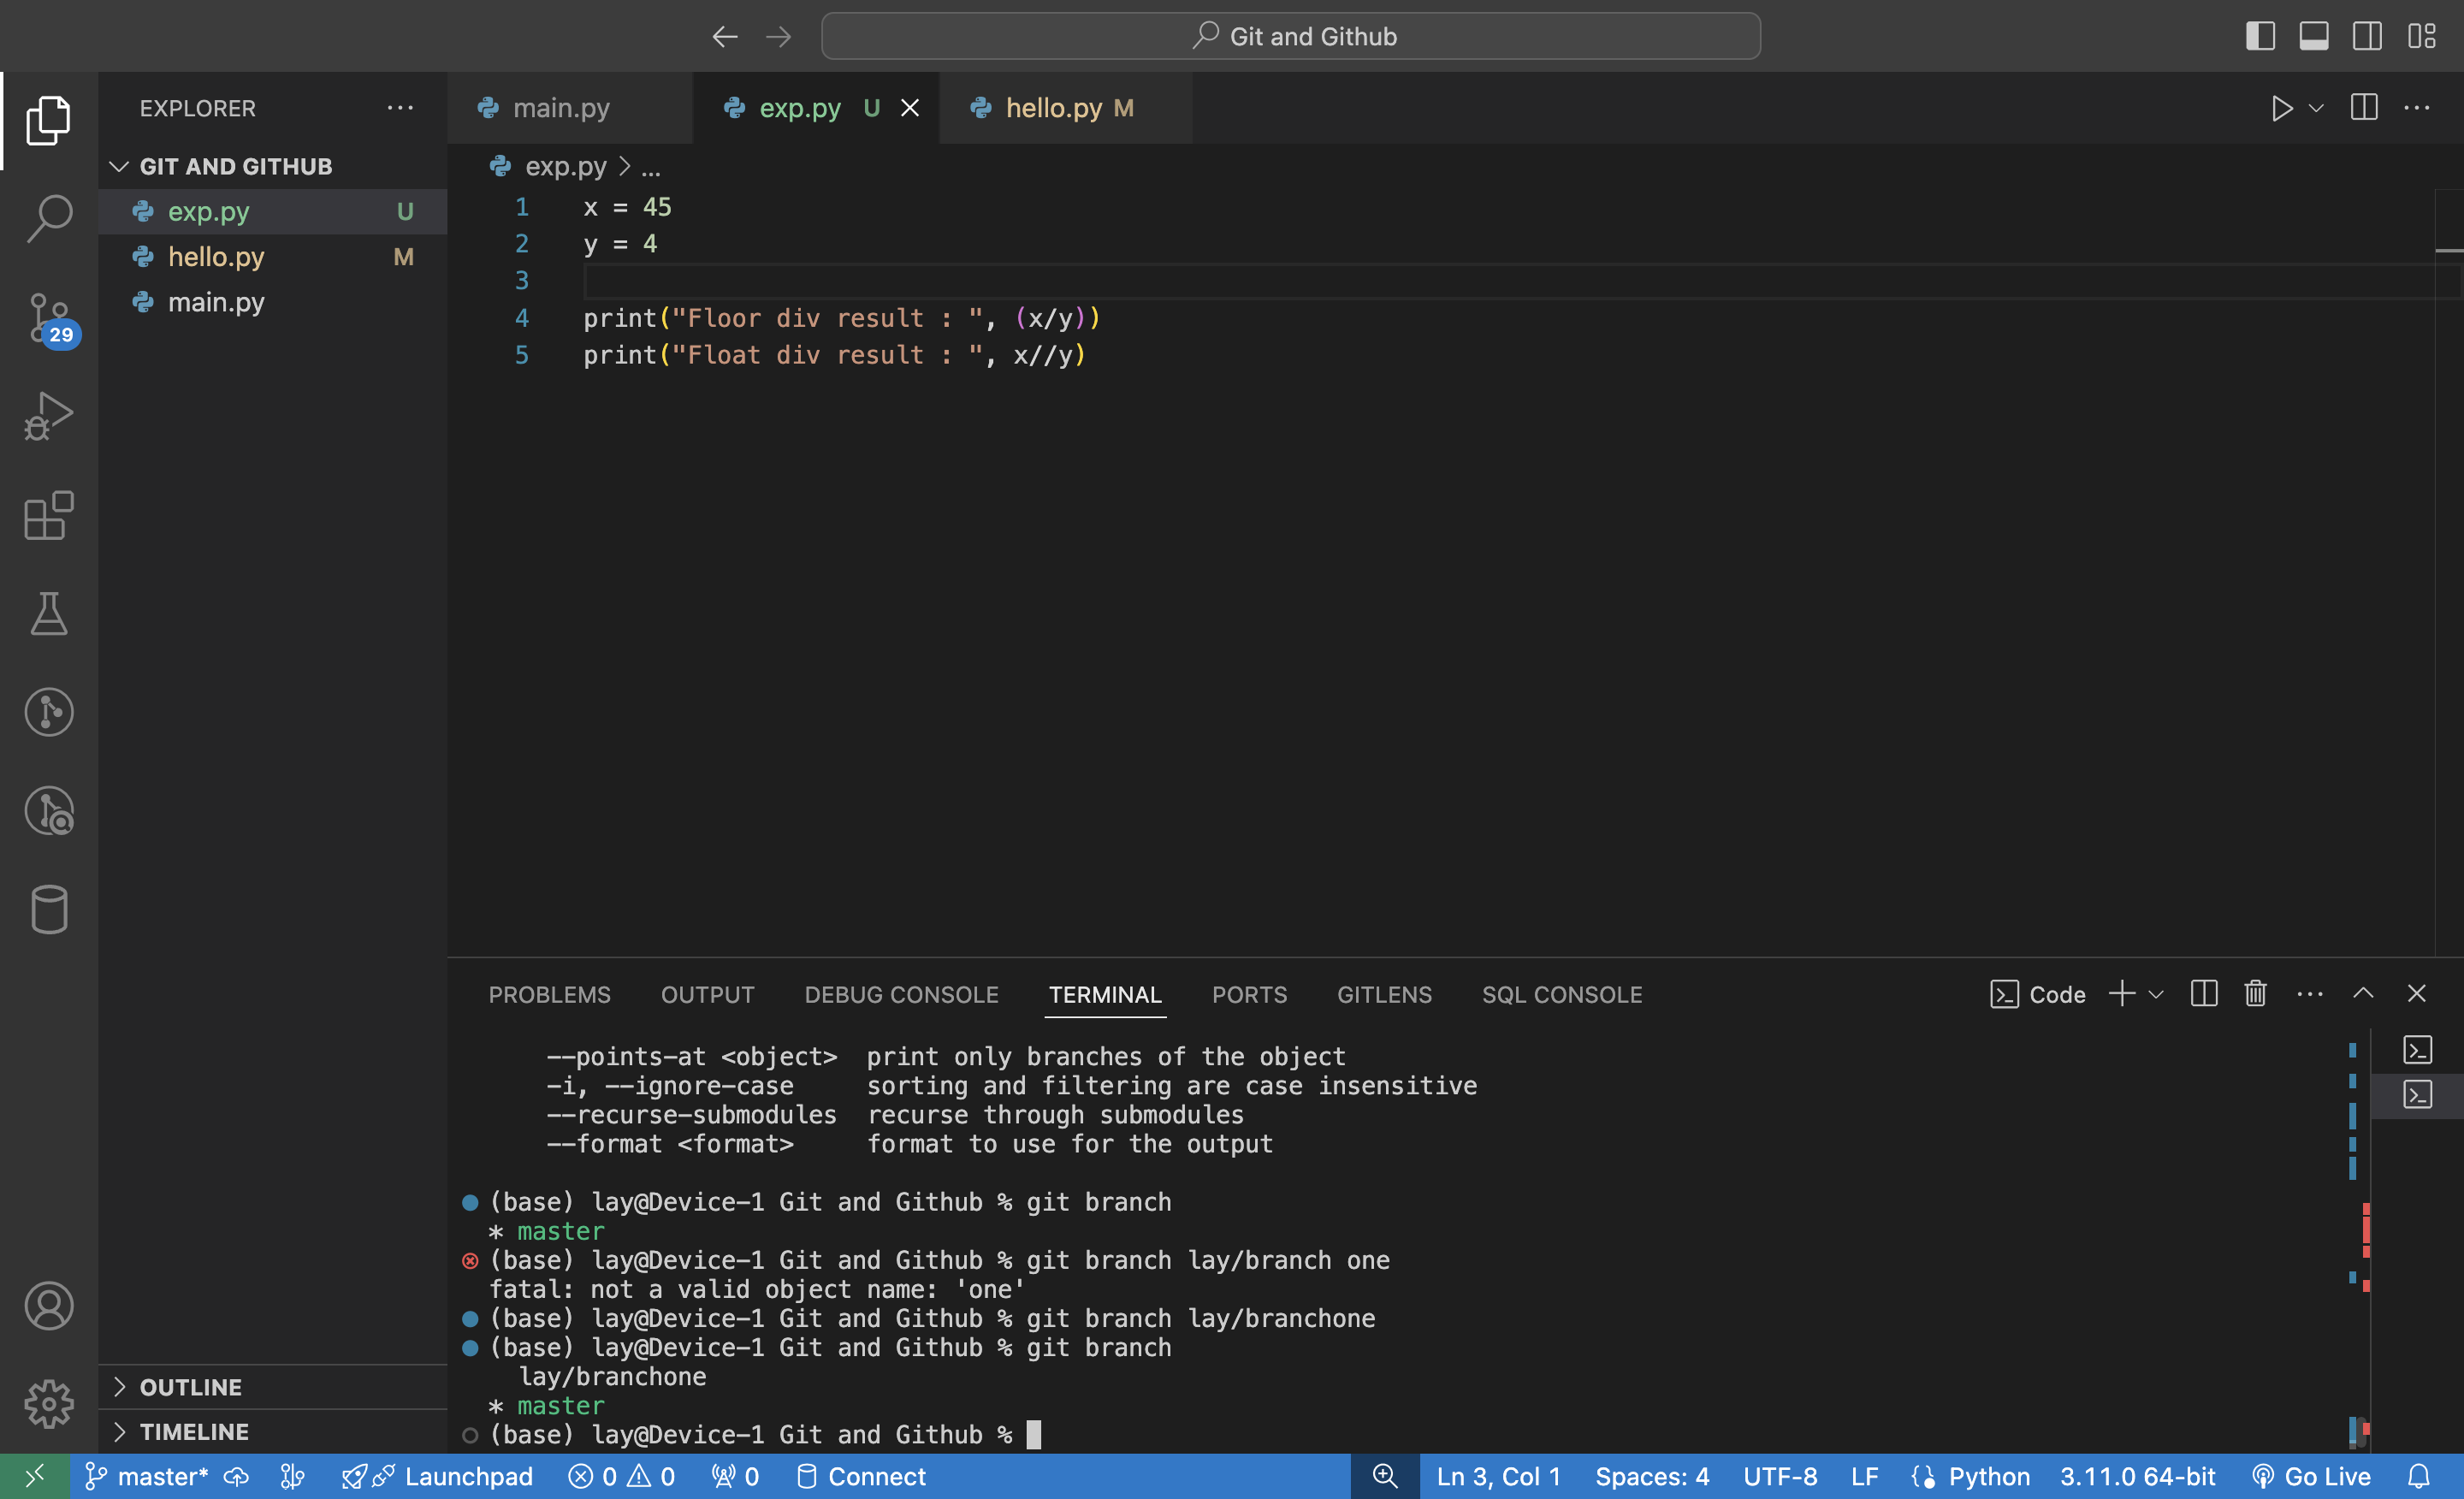 Git and Github
EXPLORER
GIT AND GITHUB
exp.py U
hello.py M
main.py
OUTLINE
TIMELINE
29
main.py
exp.py U
hello.py M
exp.py > ...
1 x = 45
2 y = 4
3
4 print("Floor div result : ", (x/y))
5 print("Float div result : ", x//y)
PROBLEMS OUTPUT DEBUG CONSOLE TERMINAL PORTS GITLENS SQL CONSOLE
Code
--points-at <object> print only branches of the object
-i, --ignore-case sorting and filtering are case insensitive
--recurse-submodules recurse through submodules
--format <format> format to use for the output
(base) lay@Device-1 Git and Github % git branch
* master
(base) lay@Device-1 Git and Github % git branch lay/branch one
fatal: not a valid object name: 'one'
(base) lay@Device-1 Git and Github % git branch lay/branchone
(base) lay@Device-1 Git and Github % git branch
lay/branchone
* master
(base) lay@Device-1 Git and Github %
master* Launchpad 0 0 0 Connect Ln 3, Col 1 Spaces: 4 UTF-8 LF Python 3.11.0 64-bit Go Live